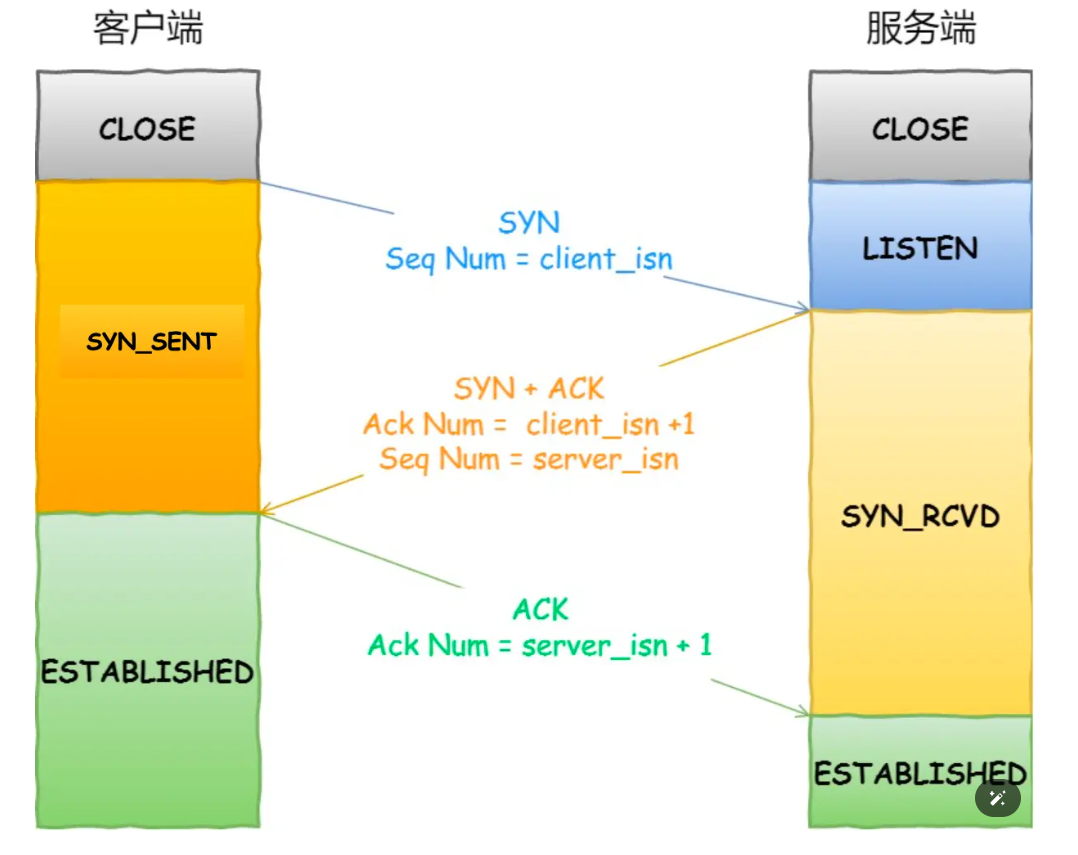 客户端
服务端
CLOSE
CLOSE
SYN
Seq Num = client_isn
LISTEN
SYN_SENT
SYN + ACK
Ack Num = client_isn +1
Seq Num = server_isn
SYN_RCVD
ACK
Ack Num = server_isn + 1
ESTABLISHED
ESTABLISHED